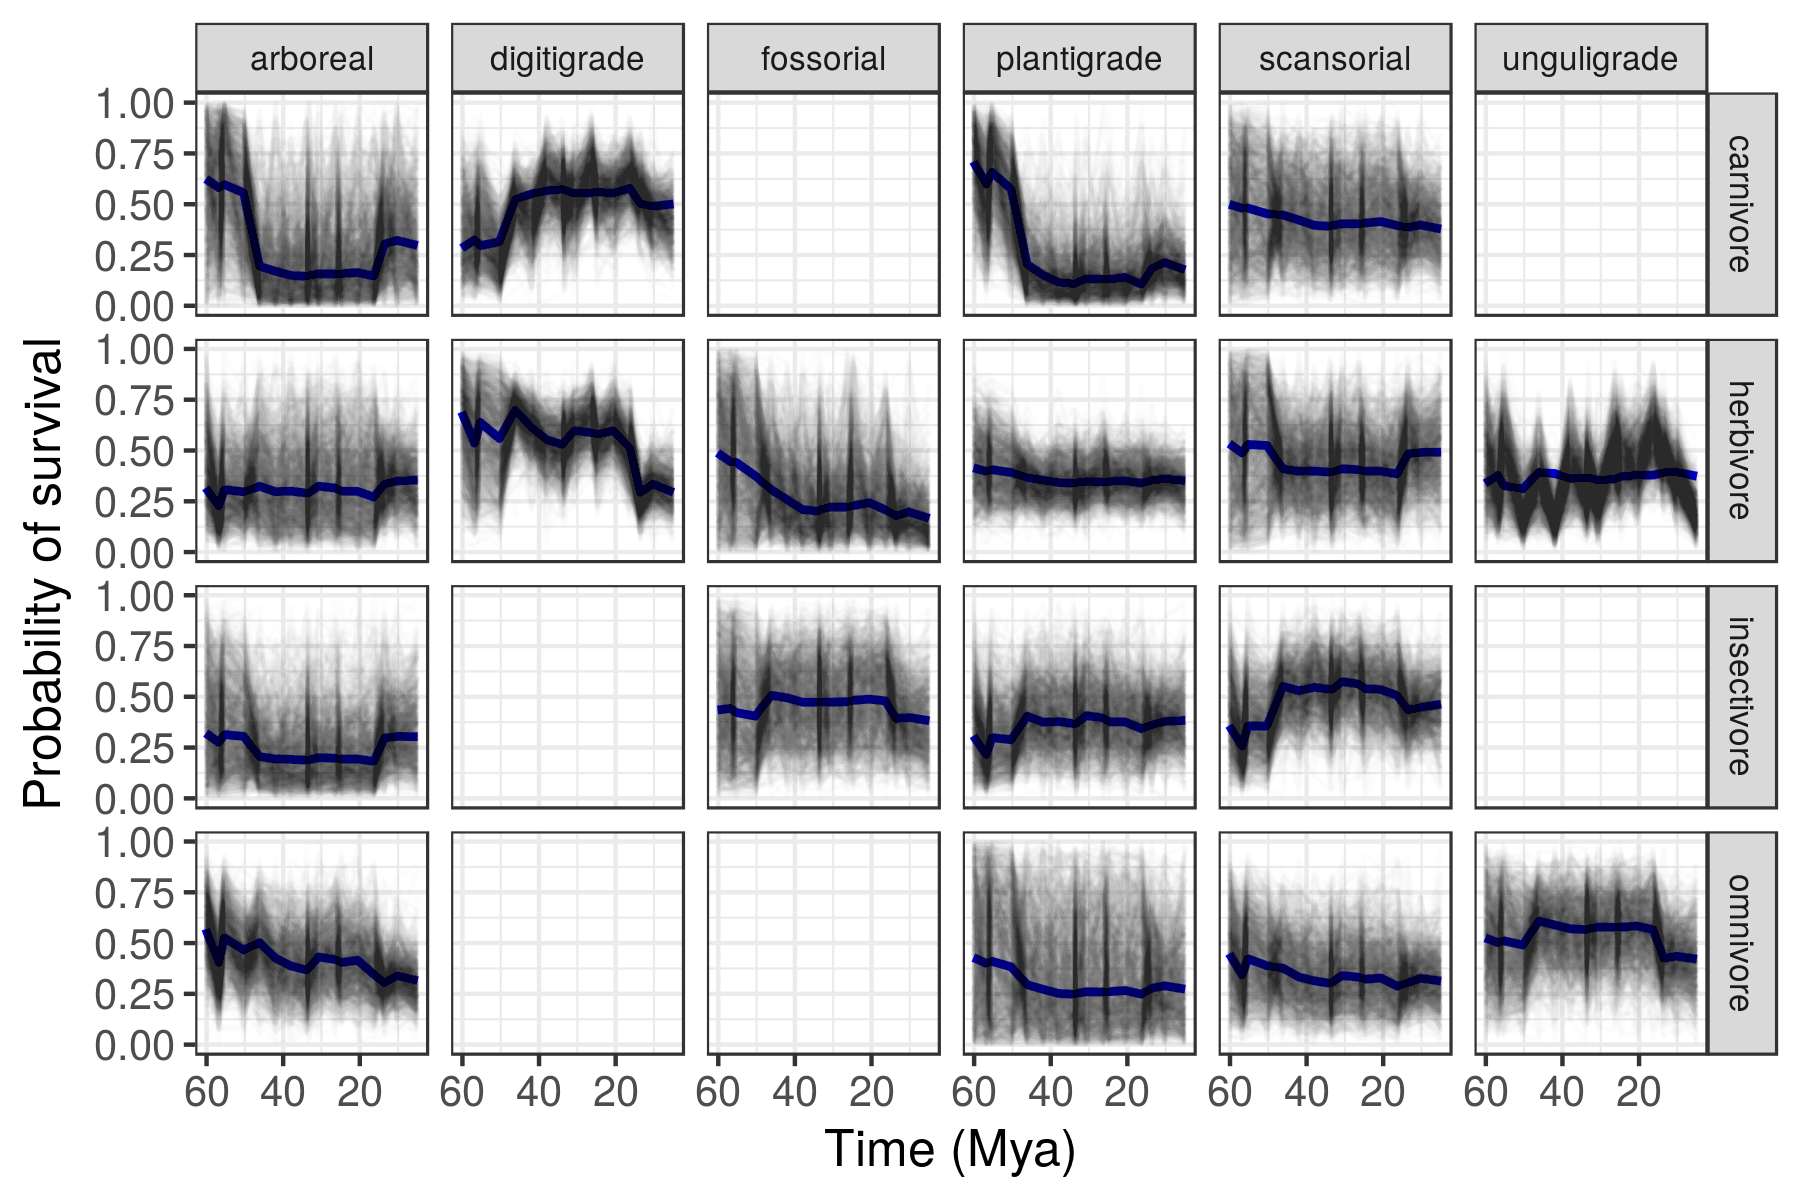 arboreal digitigrade fossorial plantigrade scansorial unguligrade
1.00
0.75
0.50
0.25
0.00
carnivore
1.00
0.75
0.50
0.25
0.00
herbivore
1.00
0.75
0.50
0.25
0.00
insectivore
1.00
0.75
0.50
0.25
0.00
omnivore
Probability of survival
60 40 20 60 40 20 60 40 20 60 40 20 60 40 20 60 40 20
Time (Mya)